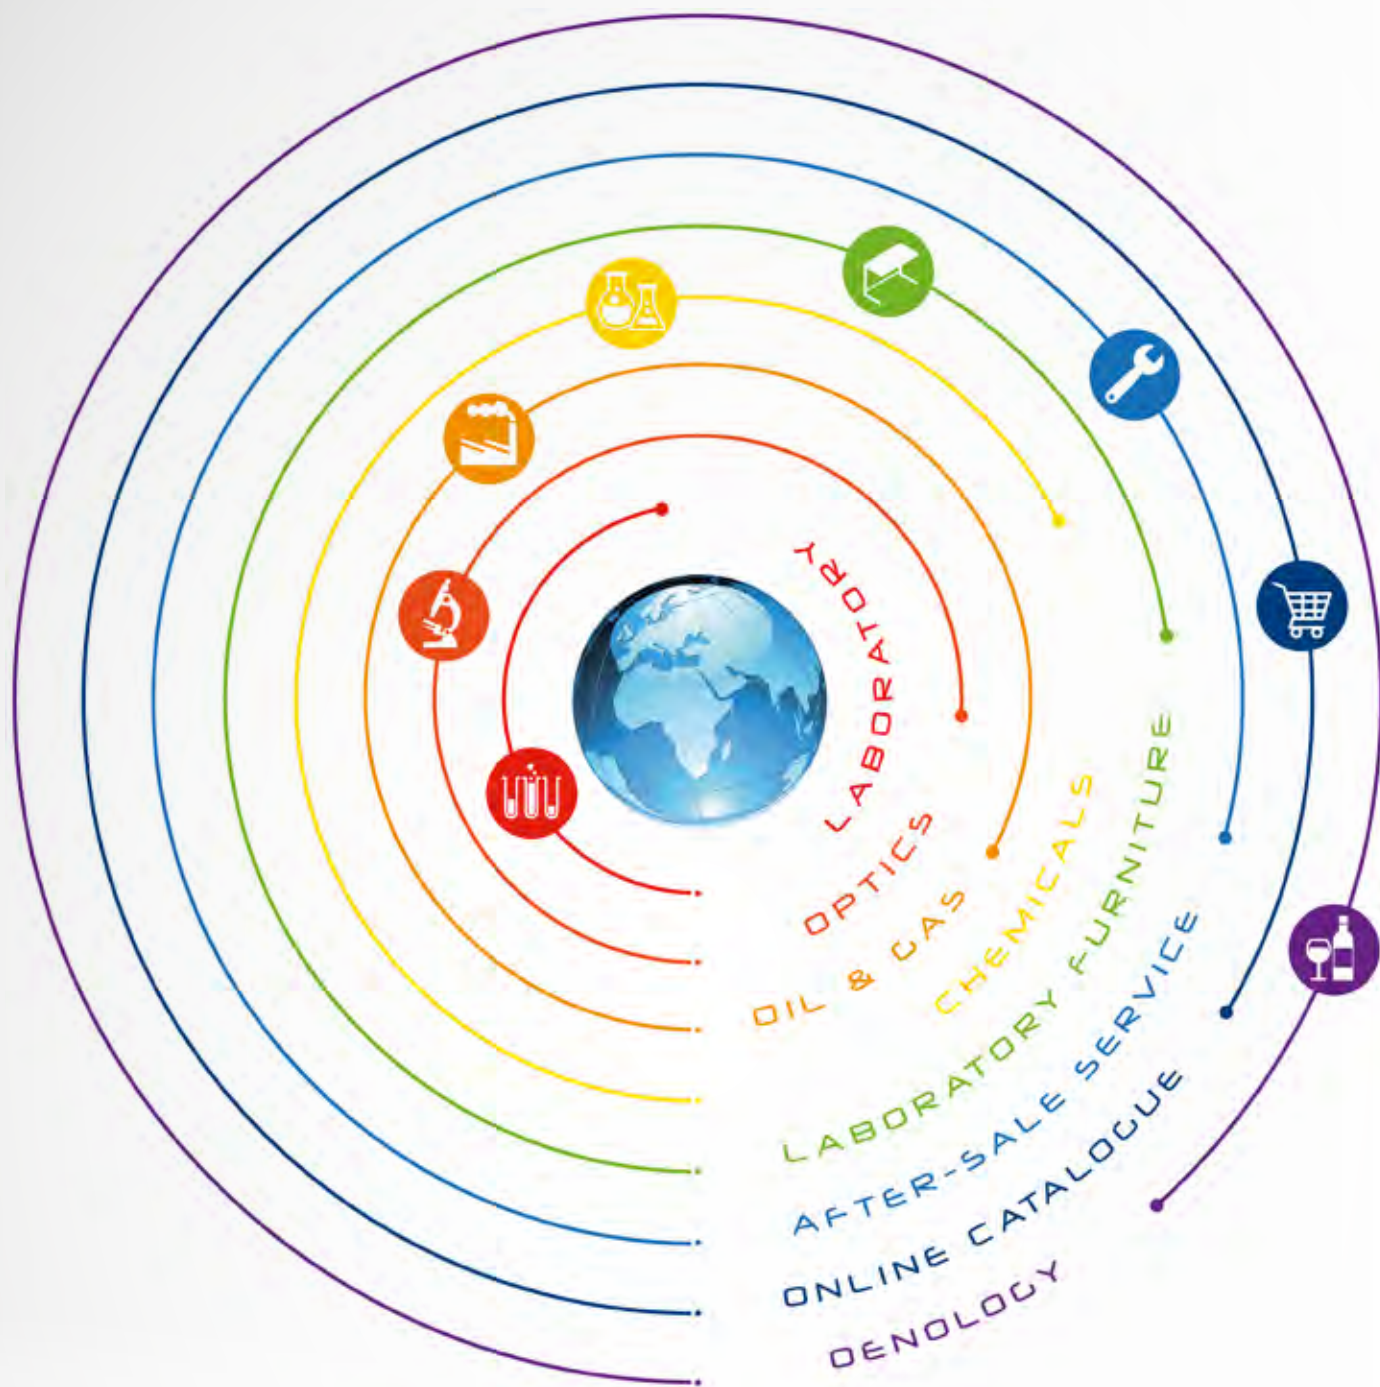 LABORATORY
OPTICS
OIL & GAS
CHEMICALS
LABORATORY FURNITURE
AFTER-SALE SERVICE
ONLINE CATALOGUE
OENOLOGY